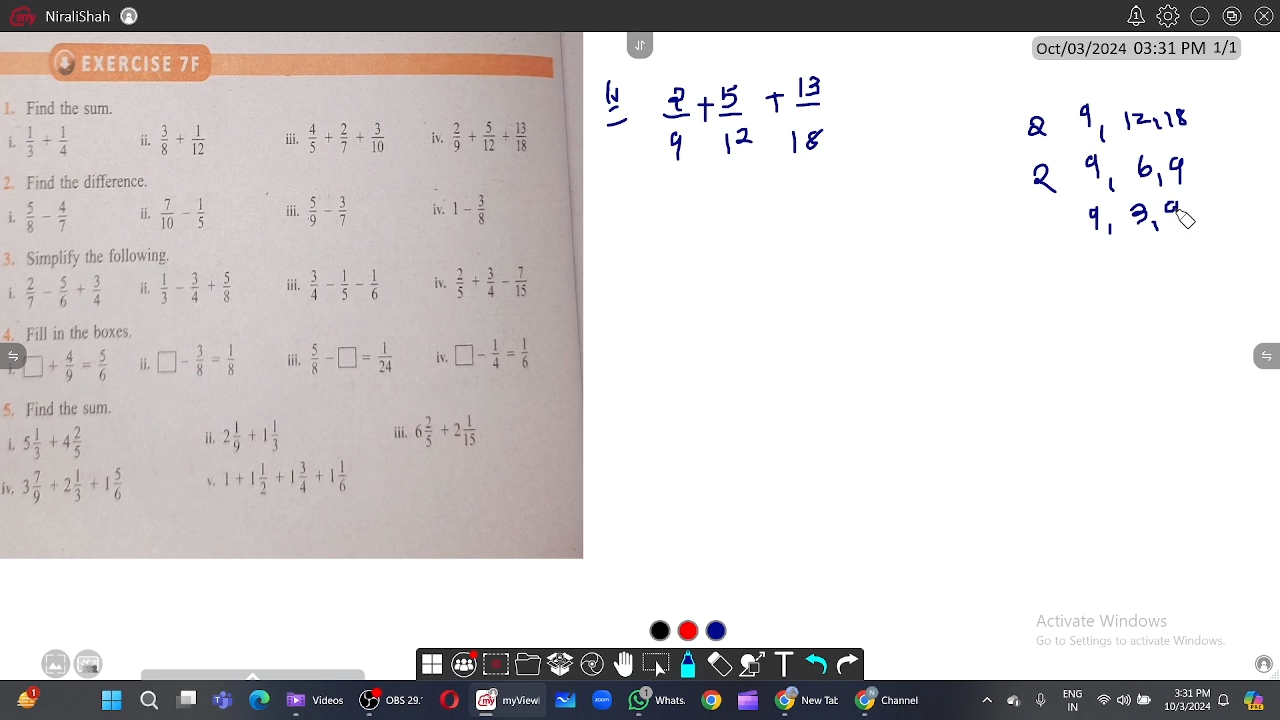 my NiraliShah
Oct/03/2024 03:31 PM 1/1
EXERCISE 7F
1. Find the sum.
i. 1/3 + 1/4 ii. 3/8 + 1/12 iii. 4/5 + 2/7 + 3/10 iv. 2/9 + 5/12 + 13/18
2. Find the difference.
i. 5/8 − 4/7 ii. 7/10 − 1/5 iii. 5/9 − 3/7 iv. 1 − 3/8
3. Simplify the following.
i. 2/7 − 5/6 + 3/4 ii. 1/3 − 3/4 + 5/8 iii. 3/4 − 1/5 − 1/6 iv. 2/5 + 3/4 − 7/15
4. Fill in the boxes.
i. □ + 4/9 = 5/6 ii. □ − 3/8 = 1/8 iii. 5/8 − □ = 1/24 iv. □ − 1/4 = 1/6
5. Find the sum.
i. 5 1/3 + 4 2/5 ii. 2 1/9 + 1 1/3 iii. 6 2/5 + 2 1/15
iv. 3 7/9 + 2 1/3 + 1 5/6 v. 1 + 1 1/2 + 1 3/4 + 1 1/6
iv 2/9 + 5/12 + 13/18
2 9, 12, 18
2 9, 6, 9
9, 3, 9
Activate Windows
Go to Settings to activate Windows.
T
1 Videos OBS 29. myViewl zoom 1 Whats. New Tab N Channel ENG IN 3:31 PM 10/3/2024